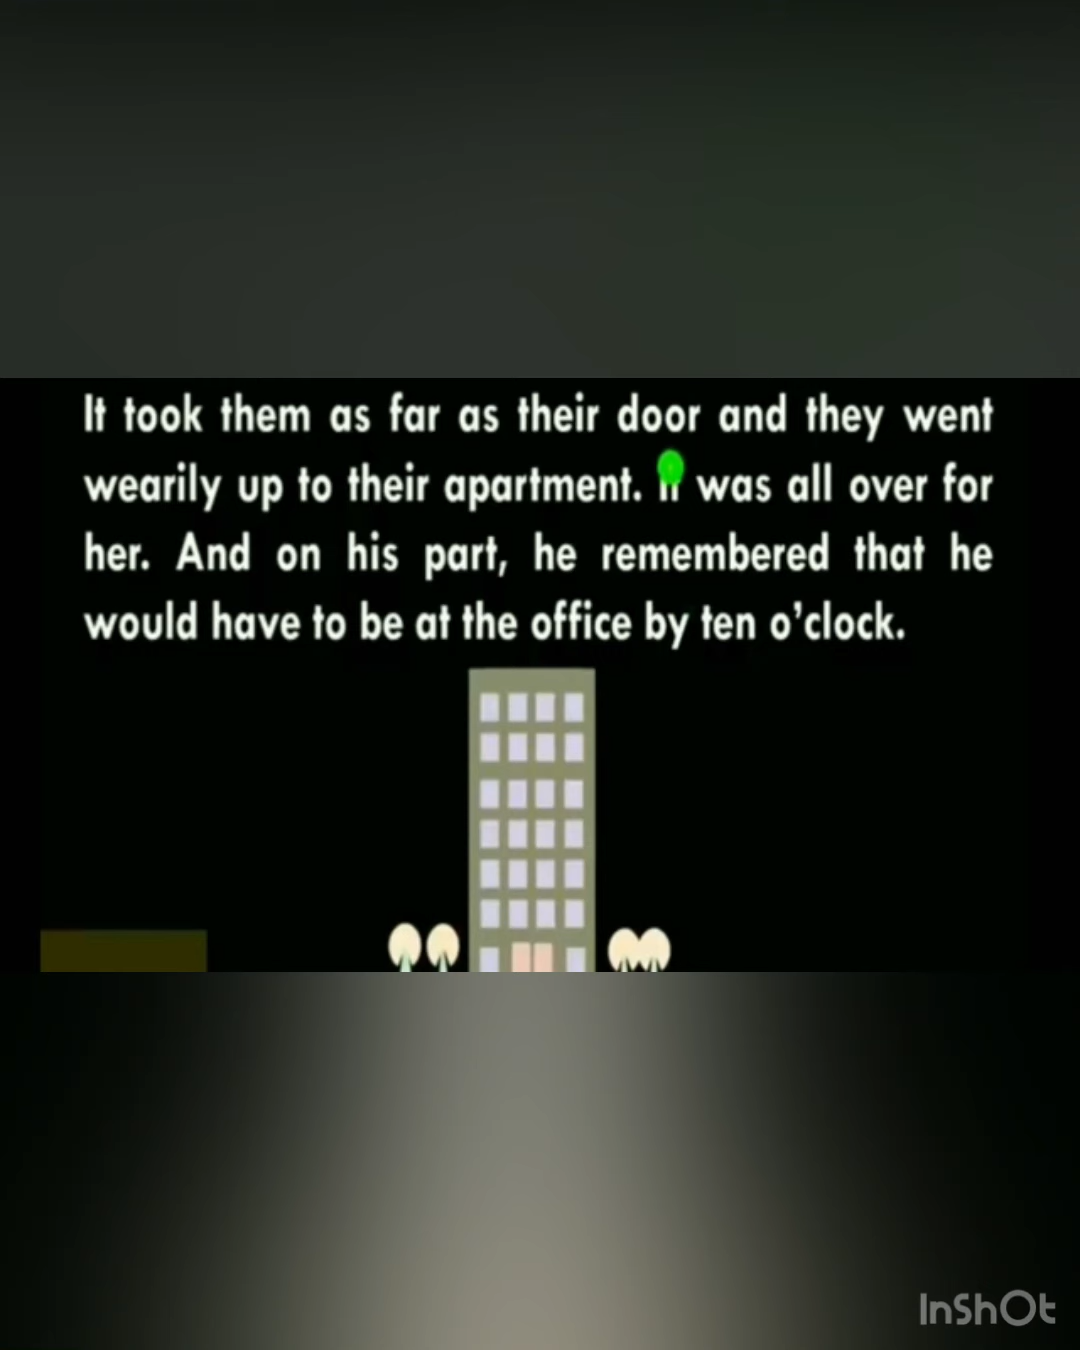 It took them as far as their door and they went
wearily up to their apartment. It was all over for
her. And on his part, he remembered that he
would have to be at the office by ten o'clock.
InShOt